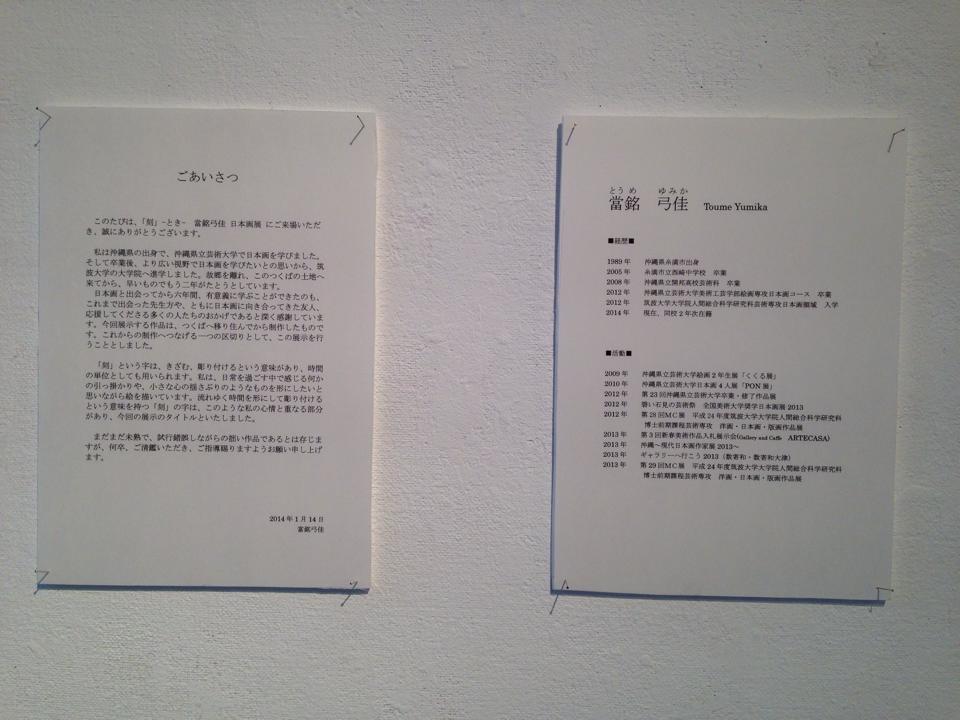 ごあいさつ
このたびは、「刻」-とき- 當銘弓佳 日本画展 にご来場いただ
き、誠にありがとうございます。
私は沖縄県の出身で、沖縄県立芸術大学で日本画を学びました。
そして卒業後、より広い視野で日本画を学びたいとの思いから、筑
波大学の大学院へ進学しました。故郷を離れ、このつくばの土地へ
来てから、早いものでもう二年がたとうとしています。
日本画と出会ってから六年間、有意義に学ぶことができたのも、
これまで出会った先生方や、ともに日本画に向き合ってきた友人、
応援してくださる多くの人たちのおかげであると深く感謝していま
す。今回展示する作品は、つくばへ移り住んでから制作したもので
す。これからの制作へつなげる一つの区切りとして、この展示を行
うこととしました。
「刻」という字は、きざむ、彫り付けるという意味があり、時間
の単位としても用いられます。私は、日常を過ごす中で感じる何か
の引っ掛かりや、小さな心の揺さぶりのようなものを形にしたいと
思いながら絵を描いています。流れゆく時間を形にして彫り付ける
という意味を持つ「刻」の字は、このような私の心情と重なる部分
があり、今回の展示のタイトルといたしました。
まだまだ未熟で、試行錯誤しながらの拙い作品であるとは存じま
すが、何卒、ご清鑑いただき、ご指導賜りますようお願い申し上げ
ます。
2014年1月14日
當銘弓佳
とうめ ゆみか
當銘 弓佳 Toume Yumika
■経歴■
1989年 沖縄県糸満市出身
2005年 糸満市立西崎中学校 卒業
2008年 沖縄県立開邦高校芸術科 卒業
2012年 沖縄県立芸術大学美術工芸学部絵画専攻日本画コース 卒業
2012年 筑波大学大学院人間総合科学研究科芸術専攻日本画領域 入学
2014年 現在、同校2年次在籍
■活動■
2009年 沖縄県立芸術大学絵画2年生展「くくる展」
2010年 沖縄県立芸術大学日本画4人展「PON展」
2012年 第23回沖縄県立芸術大学卒業・修了作品展
2012年 碧い石見の芸術祭 全国美術大学奨学日本画展2013
2012年 第28回MC展 平成24年度筑波大学大学院人間総合科学研究科
博士前期課程芸術専攻 洋画・日本画・版画作品展
2013年 第3回新春美術作品入札展示会(Gallery and Caffe ARTECASA)
2013年 沖縄～現代日本画作家展2013～
2013年 ギャラリーへ行こう2013（数寄和・数寄和大津）
2013年 第29回MC展 平成24年度筑波大学大学院人間総合科学研究科
博士前期課程芸術専攻 洋画・日本画・版画作品展